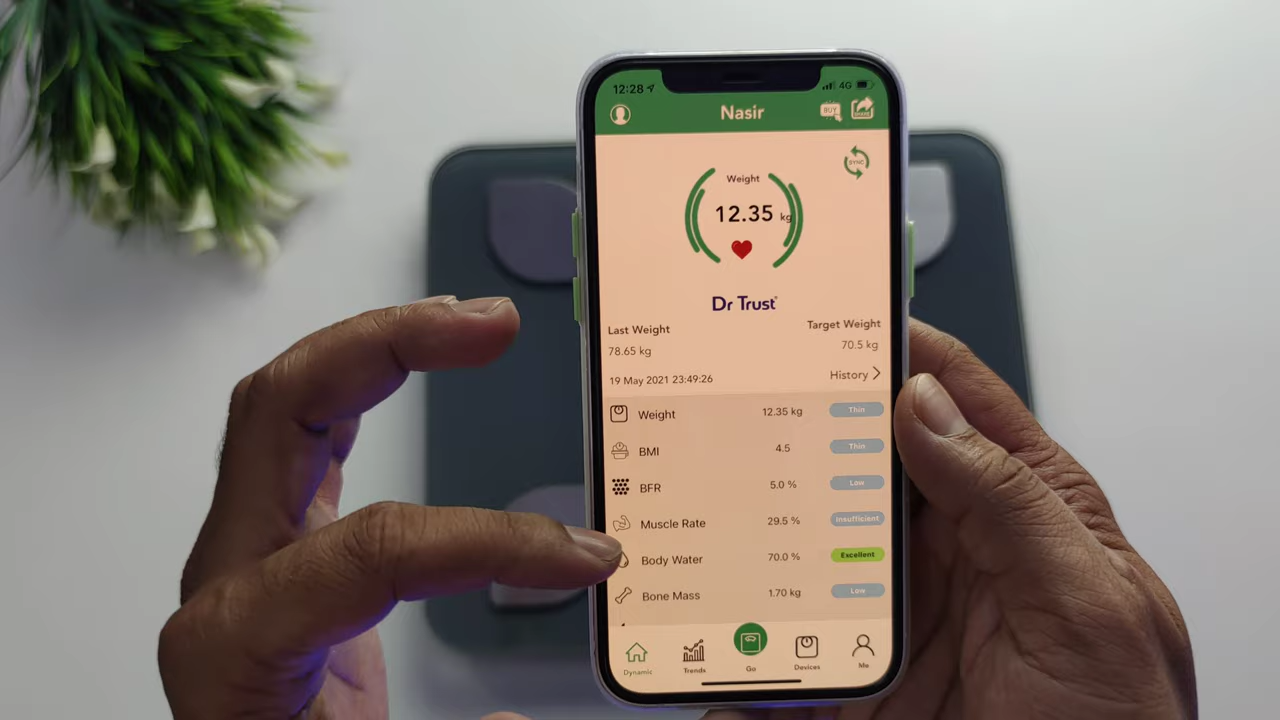 12:28 4G
Nasir BUY SHARE
SYNC
Weight
12.35 kg
Dr Trust
Last Weight Target Weight
78.65 kg 70.5 kg
19 May 2021 23:49:26 History
Weight 12.35 kg Thin
BMI 4.5 Thin
BFR 5.0 % Low
Muscle Rate 29.5 % Insufficient
Body Water 70.0 % Excellent
Bone Mass 1.70 kg Low
Dynamic Trends Go Devices Me